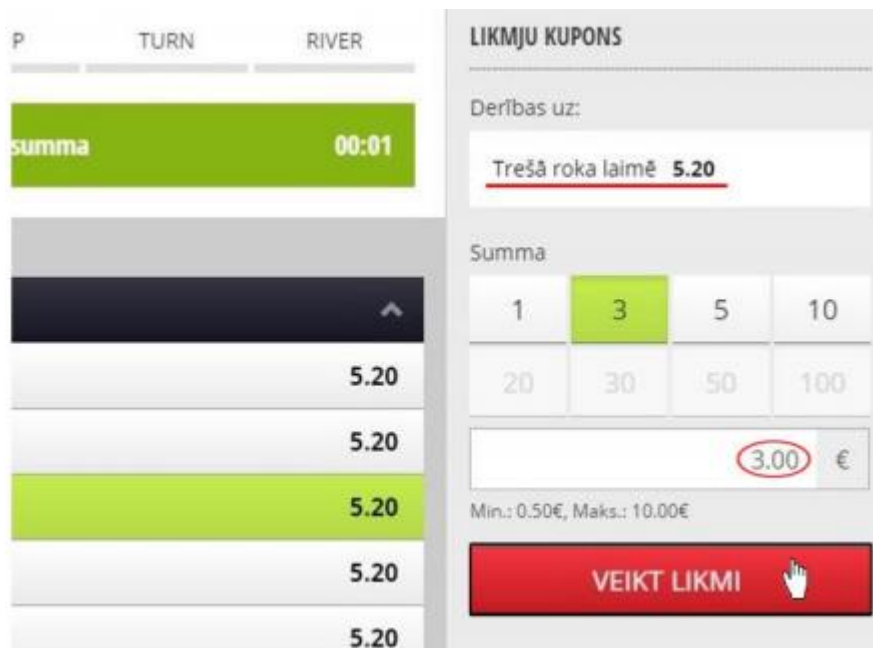 P TURN RIVER
summa 00:01
5.20
5.20
5.20
5.20
5.20
LIKMJU KUPONS
Derības uz:
Trešā roka laimē 5.20
Summa
1 3 5 10
20 30 50 100
3.00 €
Min.: 0.50€, Maks.: 10.00€
VEIKT LIKMI